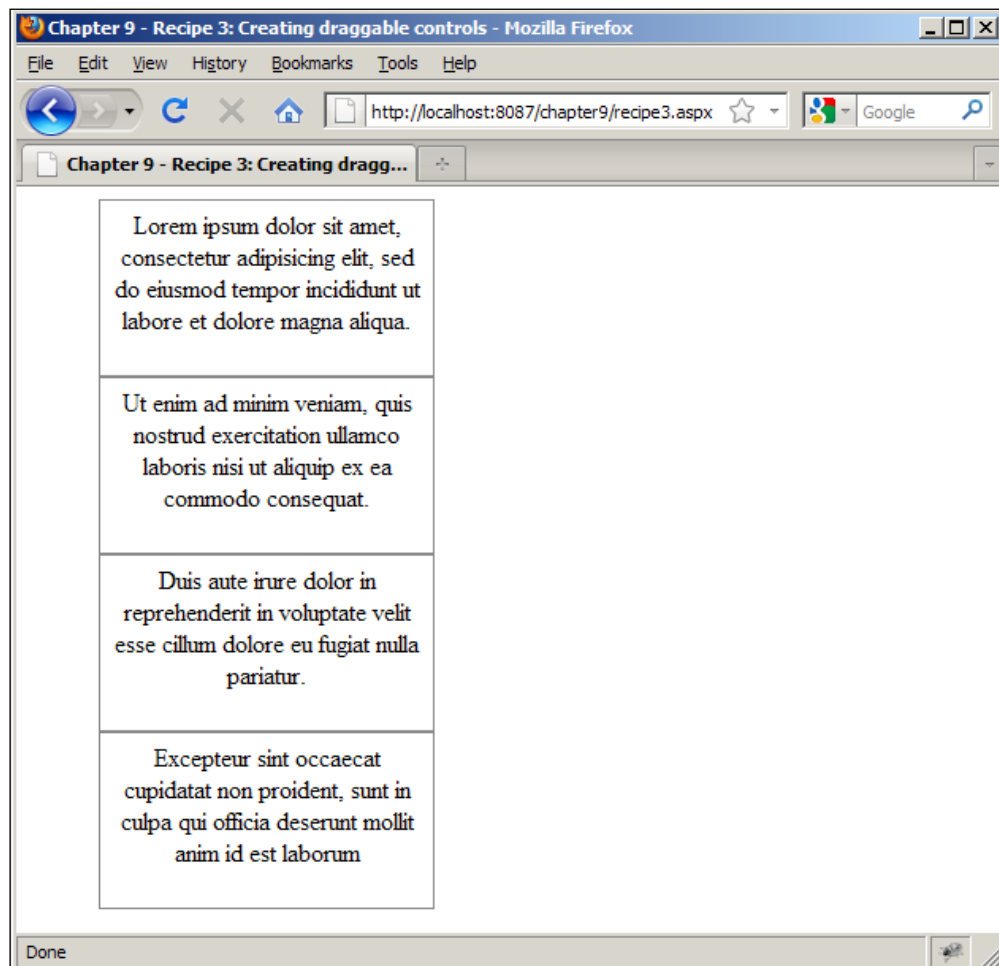 Chapter 9 - Recipe 3: Creating draggable controls - Mozilla Firefox
File Edit View History Bookmarks Tools Help
http://localhost:8087/chapter9/recipe3.aspx Google
Chapter 9 - Recipe 3: Creating dragg...
Lorem ipsum dolor sit amet,
consectetur adipisicing elit, sed
do eiusmod tempor incididunt ut
labore et dolore magna aliqua.
Ut enim ad minim veniam, quis
nostrud exercitation ullamco
laboris nisi ut aliquip ex ea
commodo consequat.
Duis aute irure dolor in
reprehenderit in voluptate velit
esse cillum dolore eu fugiat nulla
pariatur.
Excepteur sint occaecat
cupidatat non proident, sunt in
culpa qui officia deserunt mollit
anim id est laborum
Done